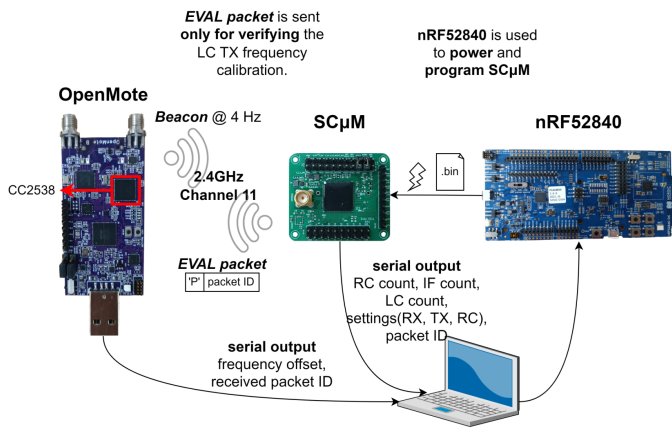 EVAL packet is sent
only for verifying the
LC TX frequency
calibration.
nRF52840 is used
to power and
program SCμM
OpenMote
Beacon @ 4 Hz
SCμM
nRF52840
CC2538
2.4GHz
Channel 11
.bin
EVAL packet
'P' packet ID
serial output
RC count, IF count,
LC count,
settings(RX, TX, RC),
packet ID
serial output
frequency offset,
received packet ID